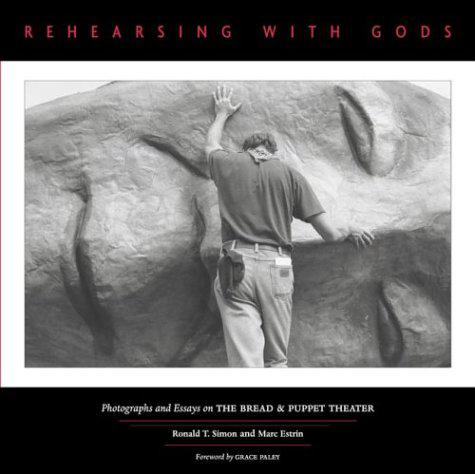 REHEARSING WITH GODS
Photographs and Essays on THE BREAD & PUPPET THEATER
Ronald T. Simon and Marc Estrin
Foreword by GRACE PALEY